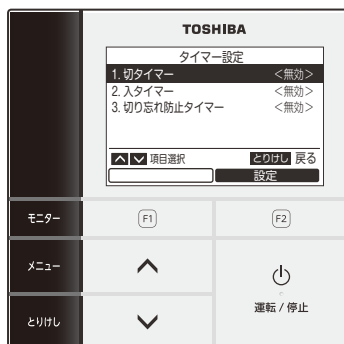 TOSHIBA
タイマー設定
1. 切タイマー <無効>
2. 入タイマー <無効>
3. 切り忘れ防止タイマー <無効>
項目選択 とりけし 戻る
設定
モニター F1 F2
メニュー
運転 / 停止
とりけし